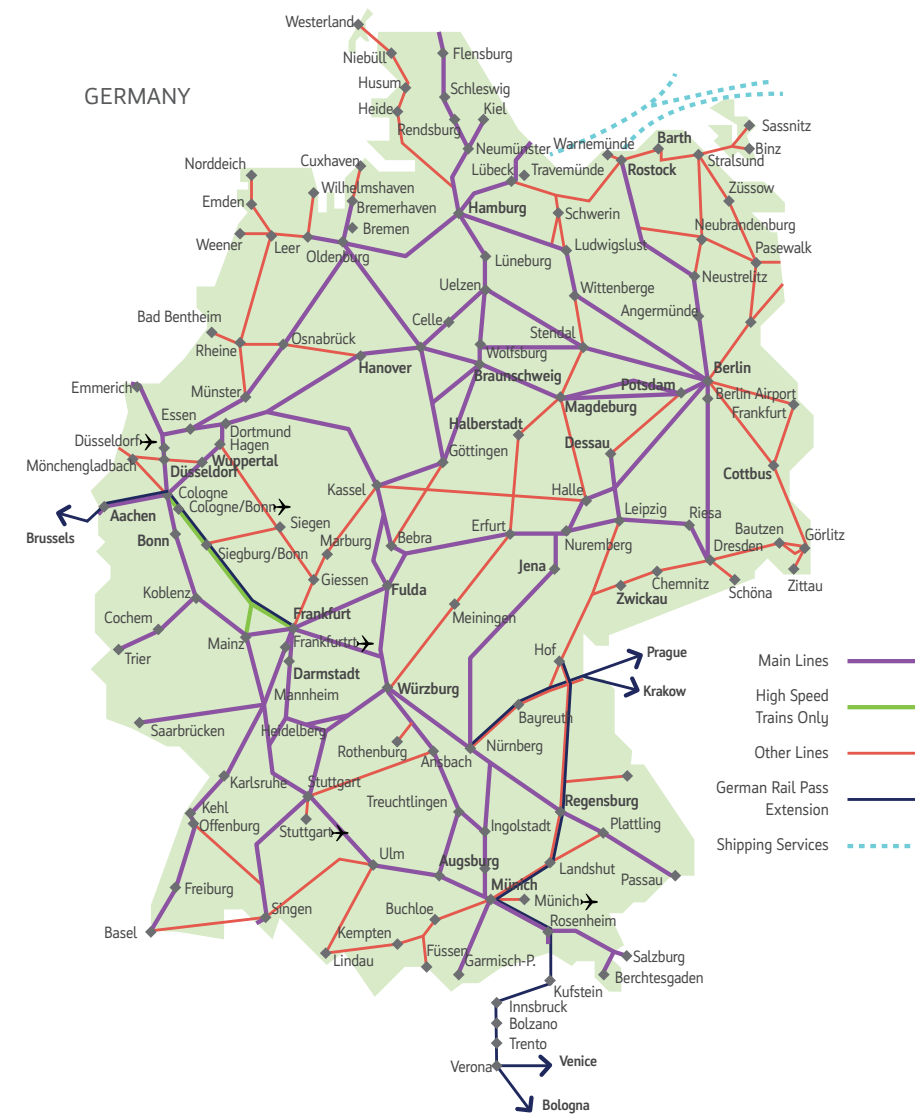 GERMANY
Westerland
Niebüll
Flensburg
Husum
Schleswig
Heide
Kiel
Rendsburg
Neumünster
Warnemünde
Barth
Sassnitz
Binz
Norddeich
Cuxhaven
Lübeck
Travemünde
Rostock
Stralsund
Wilhelmshaven
Züssow
Emden
Bremerhaven
Hamburg
Schwerin
Neubrandenburg
Weener
Leer
Bremen
Oldenburg
Ludwigslust
Pasewalk
Lüneburg
Neustrelitz
Uelzen
Wittenberge
Bad Bentheim
Celle
Angermünde
Rheine
Osnabrück
Stendal
Hanover
Wolfsburg
Braunschweig
Berlin
Emmerich
Münster
Potsdam
Berlin Airport
Magdeburg
Frankfurt
Essen
Halberstadt
Düsseldorf
Dortmund
Hagen
Dessau
Mönchengladbach
Wuppertal
Düsseldorf
Göttingen
Cottbus
Cologne
Kassel
Halle
Cologne/Bonn
Aachen
Leipzig
Riesa
Brussels
Siegen
Erfurt
Bautzen
Görlitz
Bonn
Siegburg/Bonn
Marburg
Bebra
Nuremberg
Dresden
Jena
Giessen
Chemnitz
Zittau
Koblenz
Fulda
Zwickau
Schöna
Cochem
Frankfurt
Meiningen
Mainz
Frankfurtrt
Trier
Hof
Prague
Darmstadt
Krakow
Mannheim
Würzburg
Bayreuth
Saarbrücken
Heidelberg
Rothenburg
Ansbach
Nürnberg
Karlsruhe
Stuttgart
Treuchtlingen
Regensburg
Kehl
Offenburg
Stuttgart
Ingolstadt
Plattling
Ulm
Augsburg
Landshut
Passau
Freiburg
Münich
Münich
Singen
Buchloe
Rosenheim
Basel
Kempten
Lindau
Füssen
Garmisch-P.
Salzburg
Berchtesgaden
Kufstein
Innsbruck
Bolzano
Trento
Verona
Venice
Bologna
Main Lines
High Speed
Trains Only
Other Lines
German Rail Pass
Extension
Shipping Services